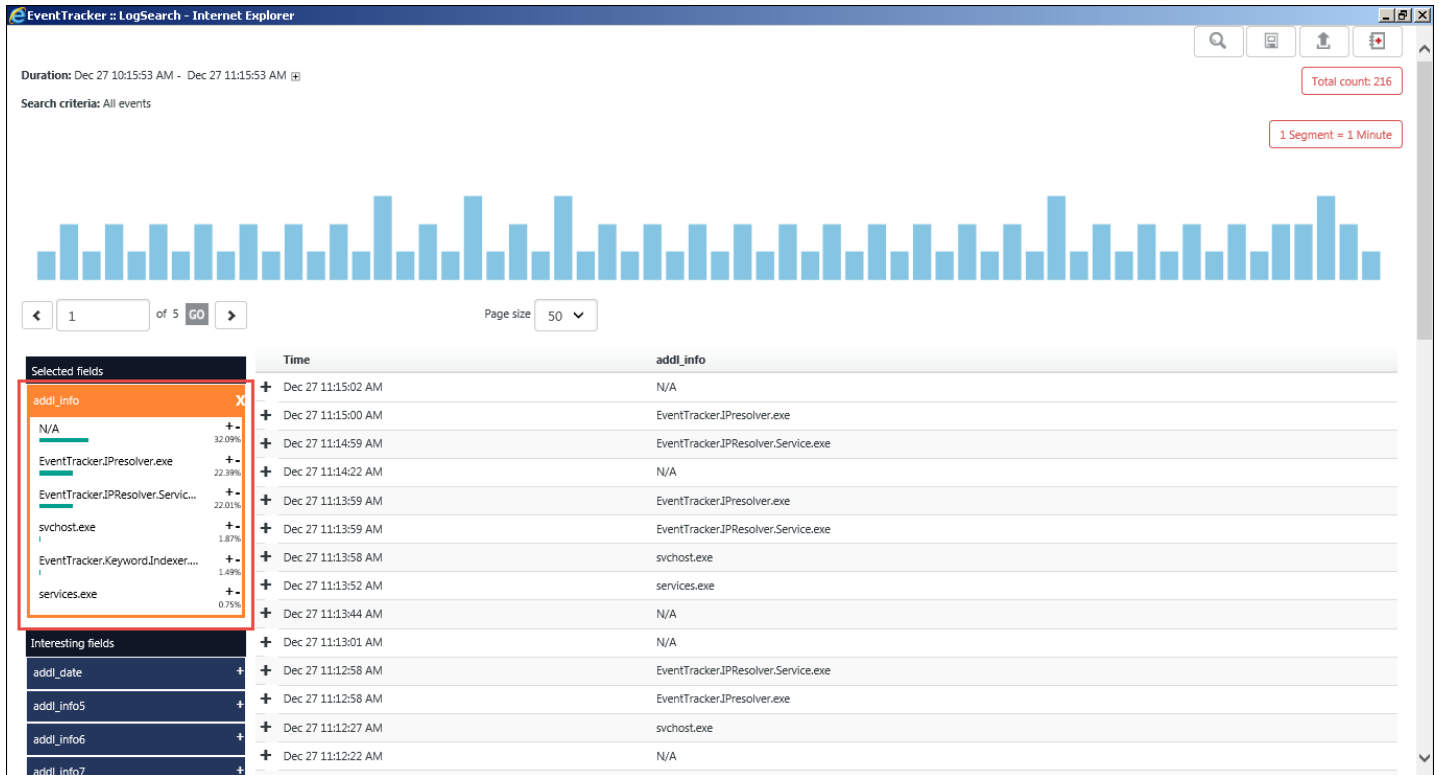 EventTracker :: LogSearch - Internet Explorer
Duration: Dec 27 10:15:53 AM - Dec 27 11:15:53 AM
Total count: 216
Search criteria: All events
1 Segment = 1 Minute
1 of 5 GO Page size 50
Selected fields
addl_info X
N/A +-
32.09%
EventTracker.IPresolver.exe +-
22.39%
EventTracker.IPResolver.Servic... +-
22.01%
svchost.exe +-
1.87%
EventTracker.Keyword.Indexer.... +-
1.49%
services.exe +-
0.75%
Interesting fields
addl_date +
addl_info5 +
addl_info6 +
addl_info7 +
Time addl_info
+ Dec 27 11:15:02 AM N/A
+ Dec 27 11:15:00 AM EventTracker.IPresolver.exe
+ Dec 27 11:14:59 AM EventTracker.IPResolver.Service.exe
+ Dec 27 11:14:22 AM N/A
+ Dec 27 11:13:59 AM EventTracker.IPresolver.exe
+ Dec 27 11:13:59 AM EventTracker.IPResolver.Service.exe
+ Dec 27 11:13:58 AM svchost.exe
+ Dec 27 11:13:52 AM services.exe
+ Dec 27 11:13:44 AM N/A
+ Dec 27 11:13:01 AM N/A
+ Dec 27 11:12:58 AM EventTracker.IPResolver.Service.exe
+ Dec 27 11:12:58 AM EventTracker.IPresolver.exe
+ Dec 27 11:12:27 AM svchost.exe
+ Dec 27 11:12:22 AM N/A